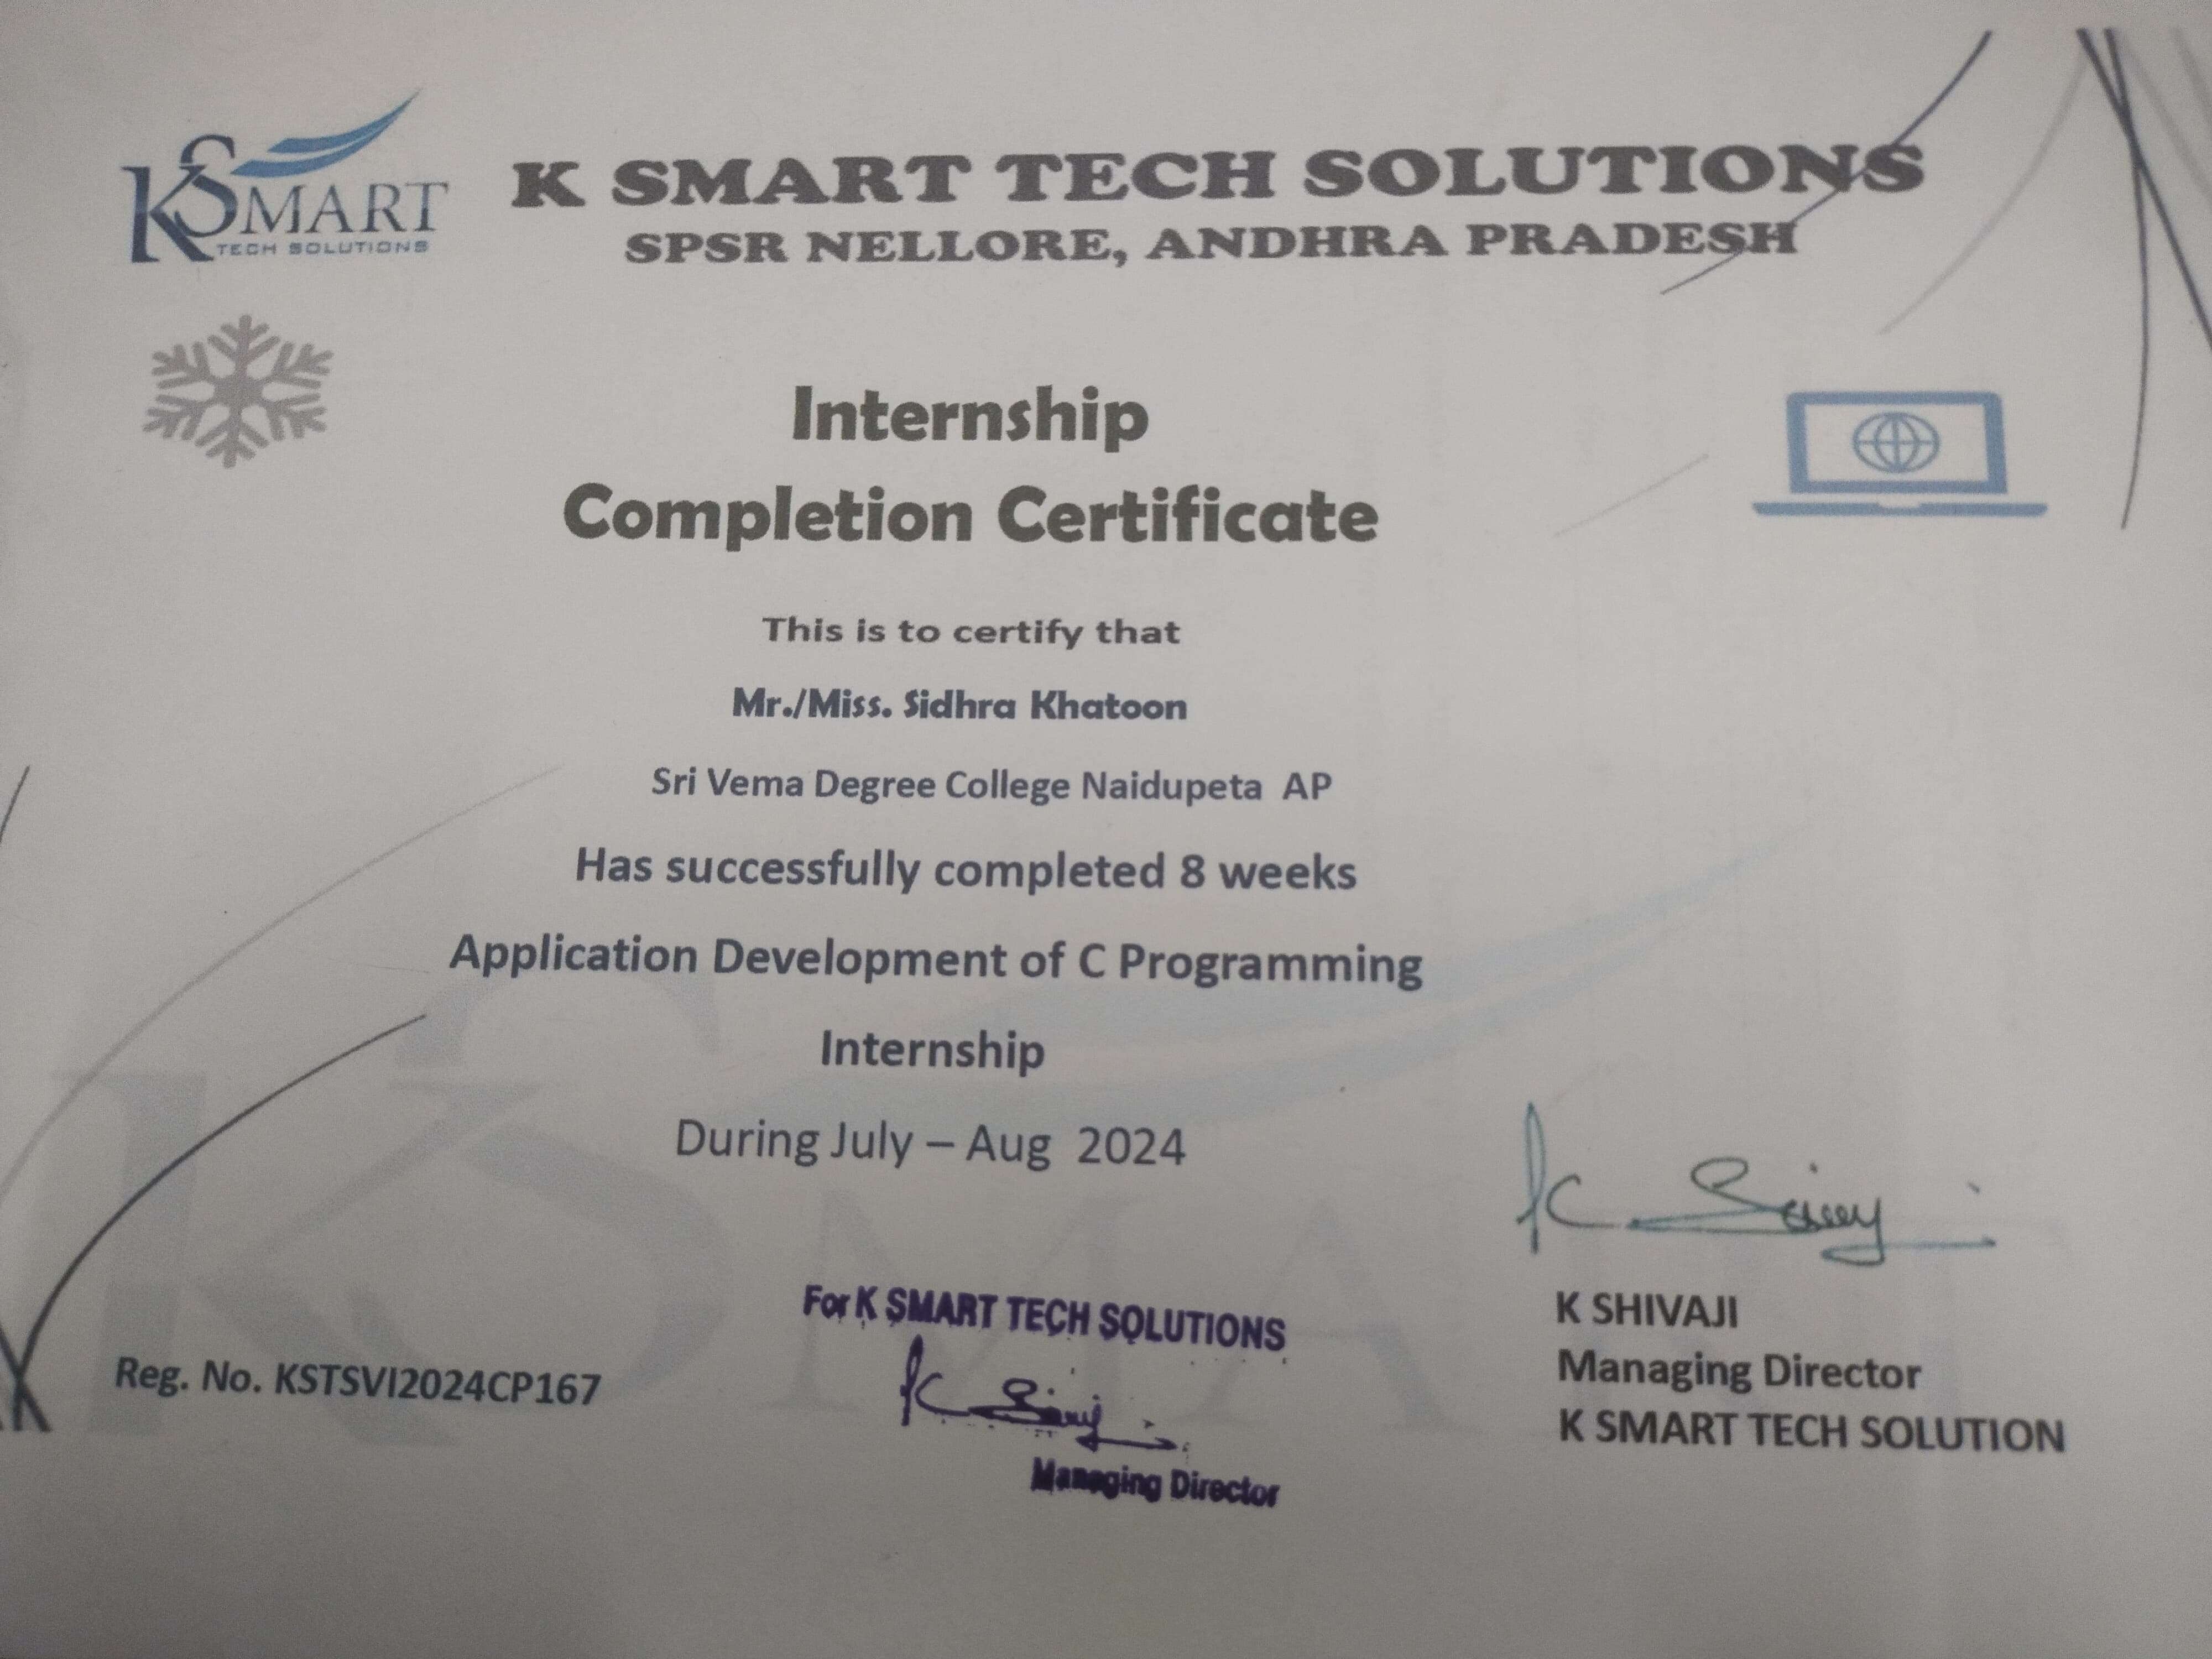 KSMART
TECH SOLUTIONS
K SMART TECH SOLUTIONS
SPSR NELLORE, ANDHRA PRADESH
Internship
Completion Certificate
This is to certify that
Mr./Miss. Sidhra Khatoon
Sri Vema Degree College Naidupeta AP
Has successfully completed 8 weeks
Application Development of C Programming
Internship
During July – Aug 2024
For K SMART TECH SOLUTIONS
Managing Director
Reg. No. KSTSVI2024CP167
K SHIVAJI
Managing Director
K SMART TECH SOLUTION